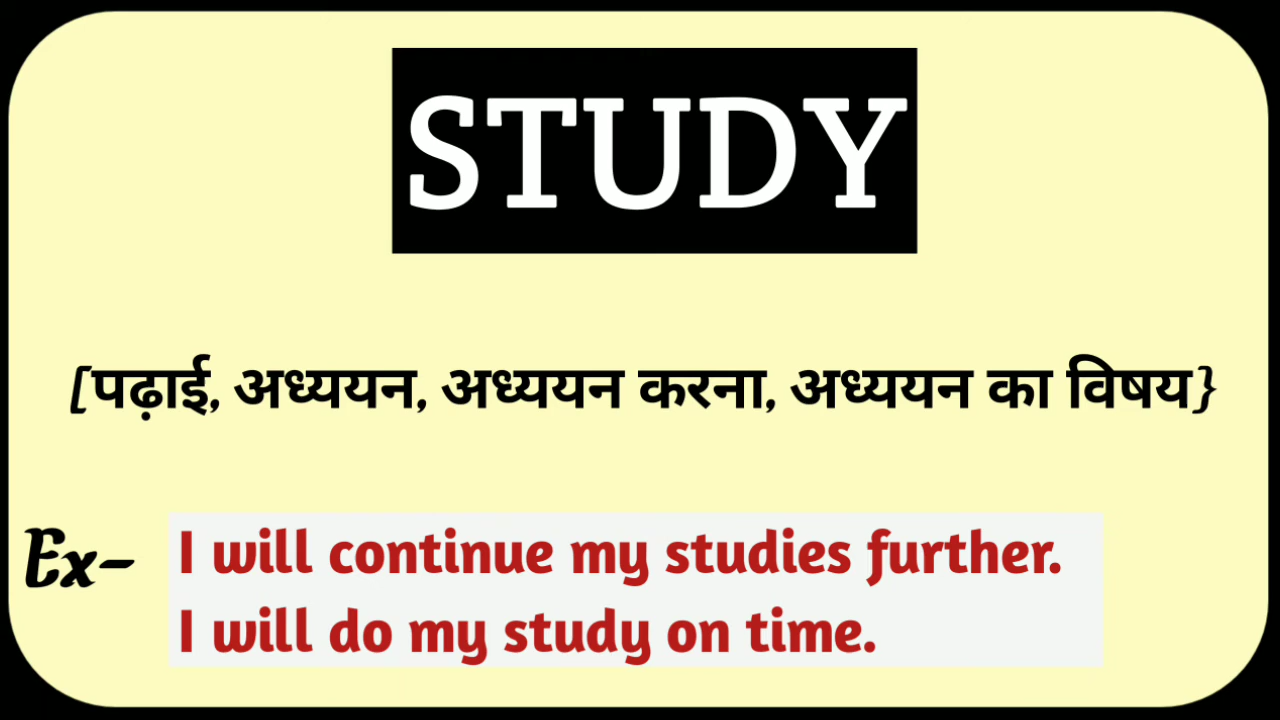 STUDY
[पढ़ाई, अध्ययन, अध्ययन करना, अध्ययन का विषय}
Ex- I will continue my studies further.
I will do my study on time.